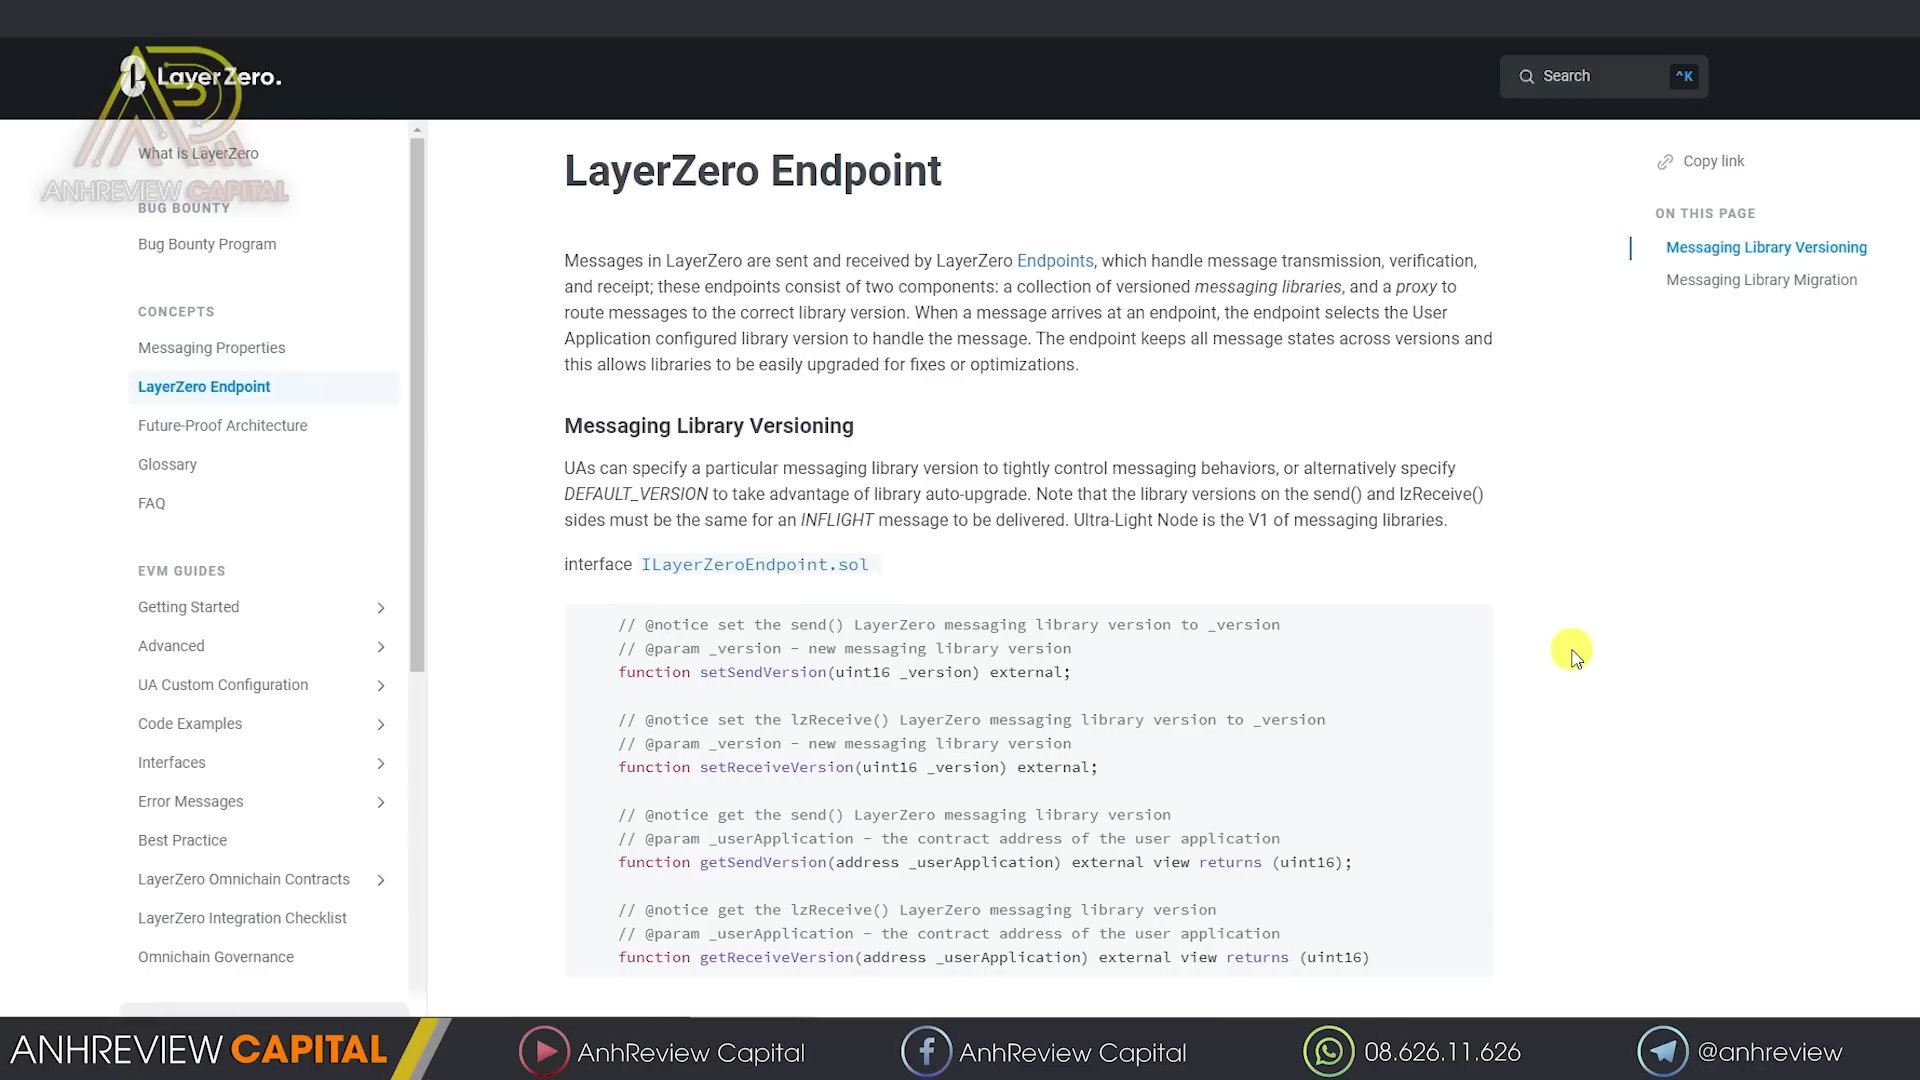 LayerZero.
Search
^K
ANHREVIEW CAPITAL
What is LayerZero
BUG BOUNTY
Bug Bounty Program
CONCEPTS
Messaging Properties
LayerZero Endpoint
Future-Proof Architecture
Glossary
FAQ
EVM GUIDES
Getting Started
Advanced
UA Custom Configuration
Code Examples
Interfaces
Error Messages
Best Practice
LayerZero Omnichain Contracts
LayerZero Integration Checklist
Omnichain Governance
LayerZero Endpoint
Messages in LayerZero are sent and received by LayerZero Endpoints, which handle message transmission, verification,
and receipt; these endpoints consist of two components: a collection of versioned messaging libraries, and a proxy to
route messages to the correct library version. When a message arrives at an endpoint, the endpoint selects the User
Application configured library version to handle the message. The endpoint keeps all message states across versions and
this allows libraries to be easily upgraded for fixes or optimizations.
Messaging Library Versioning
UAs can specify a particular messaging library version to tightly control messaging behaviors, or alternatively specify
DEFAULT_VERSION to take advantage of library auto-upgrade. Note that the library versions on the send() and lzReceive()
sides must be the same for an INFLIGHT message to be delivered. Ultra-Light Node is the V1 of messaging libraries.
interface ILayerZeroEndpoint.sol
// @notice set the send() LayerZero messaging library version to _version
// @param _version - new messaging library version
function setSendVersion(uint16 _version) external;
// @notice set the lzReceive() LayerZero messaging library version to _version
// @param _version - new messaging library version
function setReceiveVersion(uint16 _version) external;
// @notice get the send() LayerZero messaging library version
// @param _userApplication - the contract address of the user application
function getSendVersion(address _userApplication) external view returns (uint16);
// @notice get the lzReceive() LayerZero messaging library version
// @param _userApplication - the contract address of the user application
function getReceiveVersion(address _userApplication) external view returns (uint16)
Copy link
ON THIS PAGE
Messaging Library Versioning
Messaging Library Migration
ANHREVIEW CAPITAL
AnhReview Capital
AnhReview Capital
08.626.11.626
@anhreview